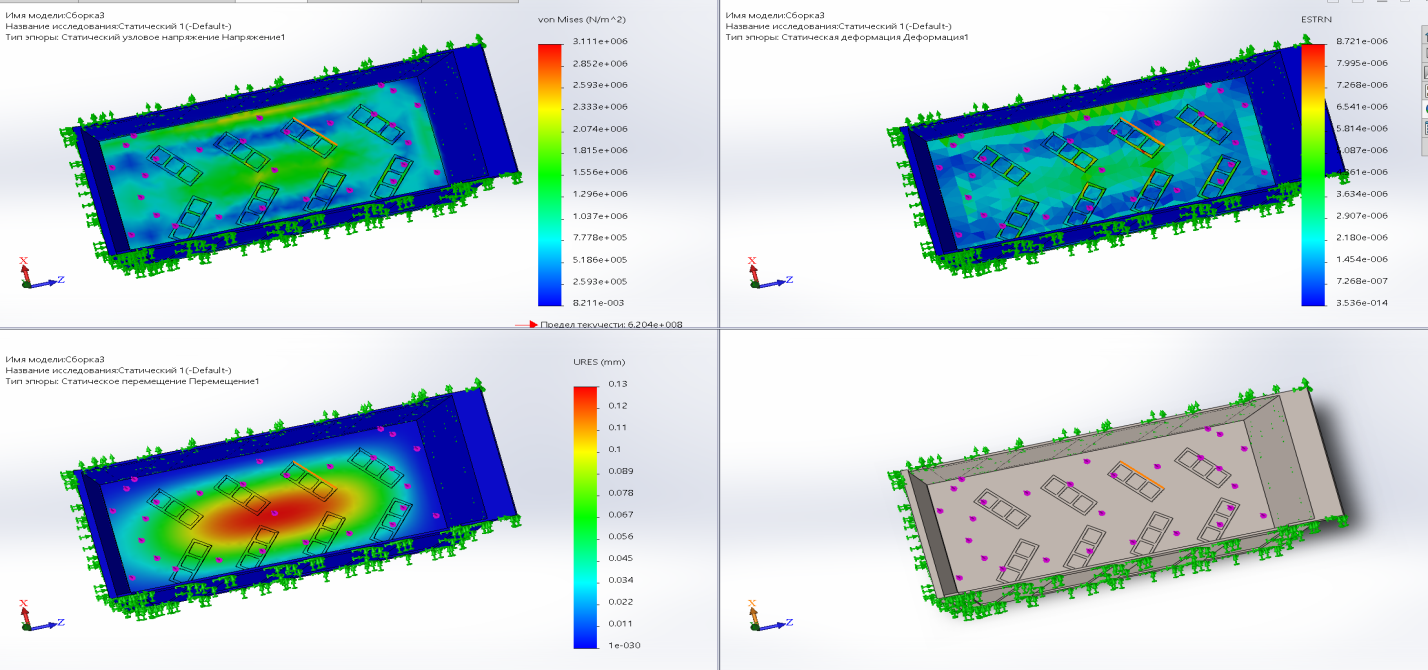 Имя модели:Сборка3
Название исследования:Статический 1(-Default-)
Тип эпюры: Статический узловое напряжение Напряжение1
von Mises (N/m^2)
3.111e+006
2.852e+006
2.593e+006
2.333e+006
2.074e+006
1.815e+006
1.556e+006
1.296e+006
1.037e+006
7.778e+005
5.186e+005
2.593e+005
8.211e-003
Предел текучести: 6.204e+008
X
Z
Имя модели:Сборка3
Название исследования:Статический 1(-Default-)
Тип эпюры: Статическая деформация Деформация1
ESTRN
8.721e-006
7.995e-006
7.268e-006
6.541e-006
5.814e-006
.087e-006
.361e-006
3.634e-006
2.907e-006
2.180e-006
1.454e-006
7.268e-007
3.536e-014
X
Z
Имя модели:Сборка3
Название исследования:Статический 1(-Default-)
Тип эпюры: Статическое перемещение Перемещение1
URES (mm)
0.13
0.12
0.11
0.1
0.089
0.078
0.067
0.056
0.045
0.034
0.022
0.011
1e-030
X
Z
X
Z